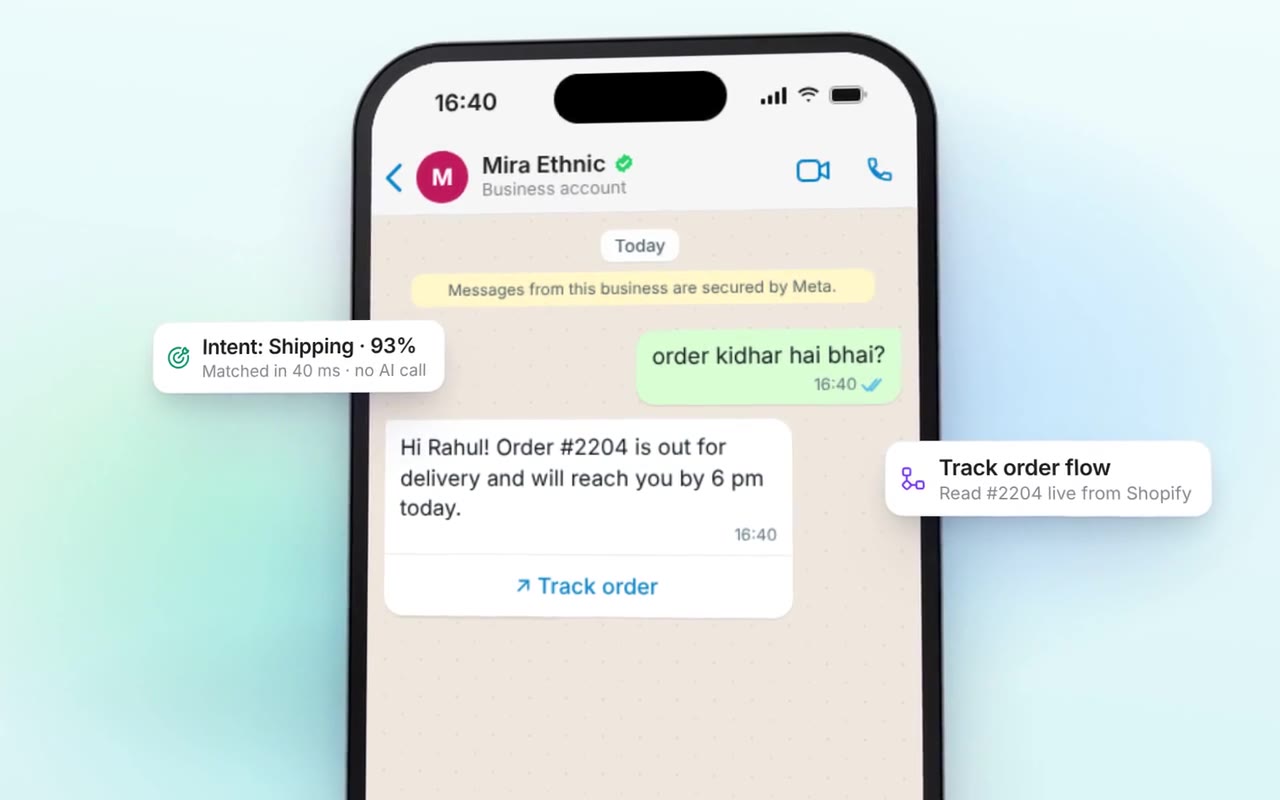 16:40
M
Mira Ethnic
Business account
Today
Messages from this business are secured by Meta.
Intent: Shipping · 93%
Matched in 40 ms · no AI call
order kidhar hai bhai?
16:40
Hi Rahul! Order #2204 is out for
delivery and will reach you by 6 pm
today.
16:40
Track order flow
Read #2204 live from Shopify
Track order